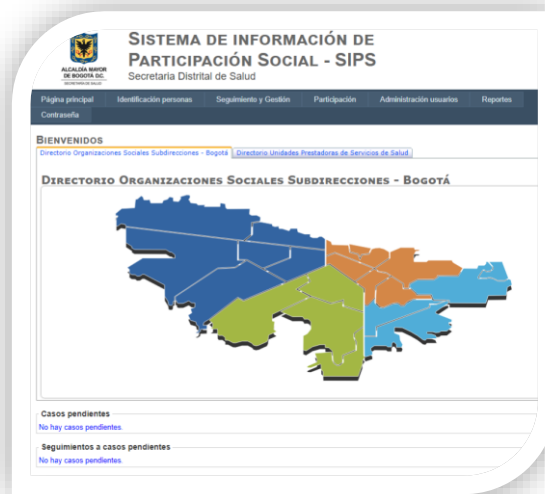 ALCALDÍA MAYOR
DE BOGOTÁ D.C.
SECRETARÍA DE SALUD
SISTEMA DE INFORMACIÓN DE
PARTICIPACIÓN SOCIAL - SIPS
Secretaria Distrital de Salud
Página principal Identificación personas Seguimiento y Gestión Participación Administración usuarios Reportes
Contraseña
BIENVENIDOS
Directorio Organizaciones Sociales Subdirecciones - Bogotá Directorio Unidades Prestadoras de Servicios de Salud
DIRECTORIO ORGANIZACIONES SOCIALES SUBDIRECCIONES - BOGOTÁ
Casos pendientes
No hay casos pendientes.
Seguimientos a casos pendientes
No hay casos pendientes.